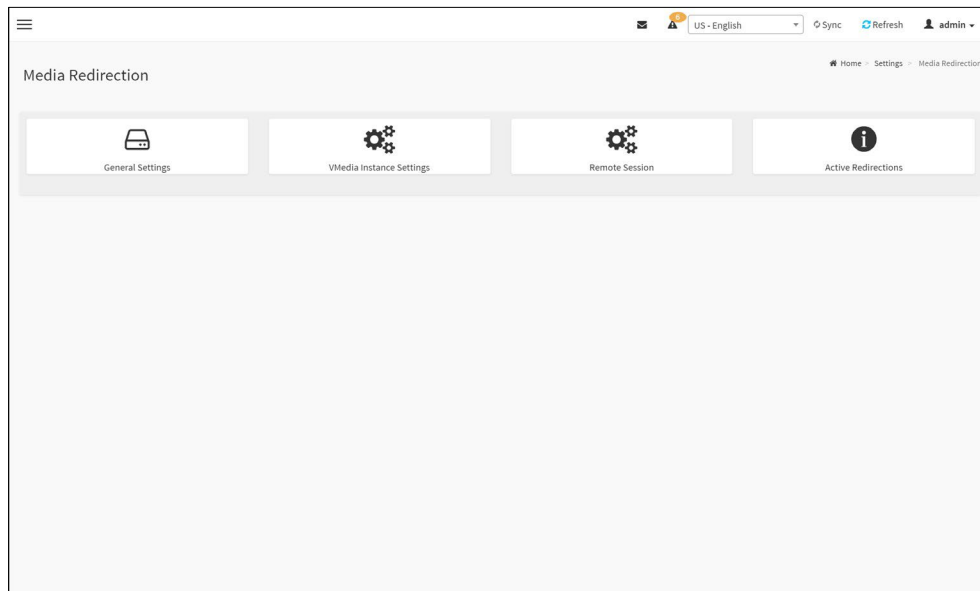 6
US - English
Sync
Refresh
admin
Media Redirection
Home > Settings > Media Redirection
General Settings
VMedia Instance Settings
Remote Session
Active Redirections